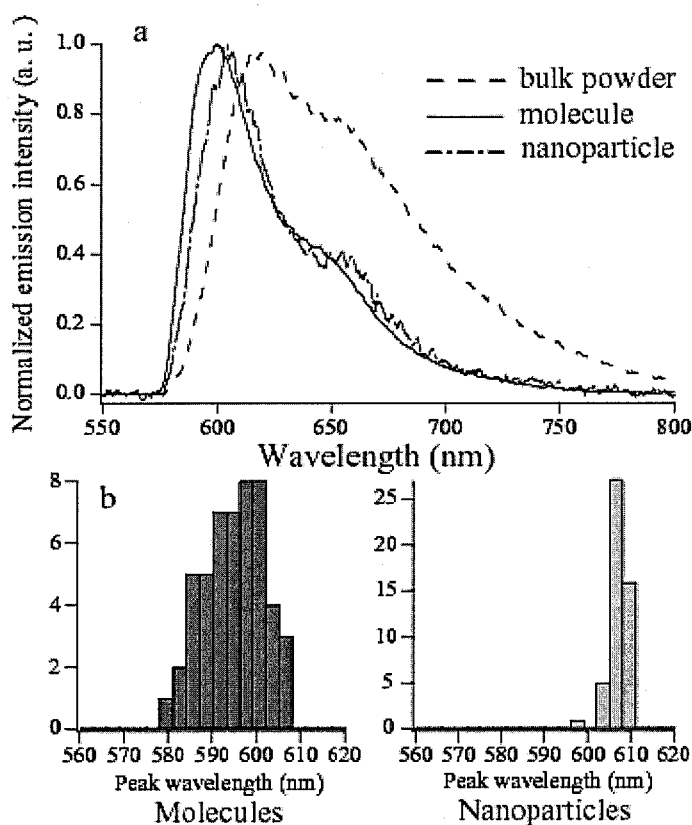 a
Normalized emission intensity (a. u.)
1.0
0.8
0.6
0.4
0.2
0.0
bulk powder
molecule
nanoparticle
550 600 650 700 750 800
Wavelength (nm)
b
8
6
4
2
0
560 570 580 590 600 610 620
Peak wavelength (nm)
Molecules
25
20
15
10
5
0
560 570 580 590 600 610 620
Peak wavelength (nm)
Nanoparticles